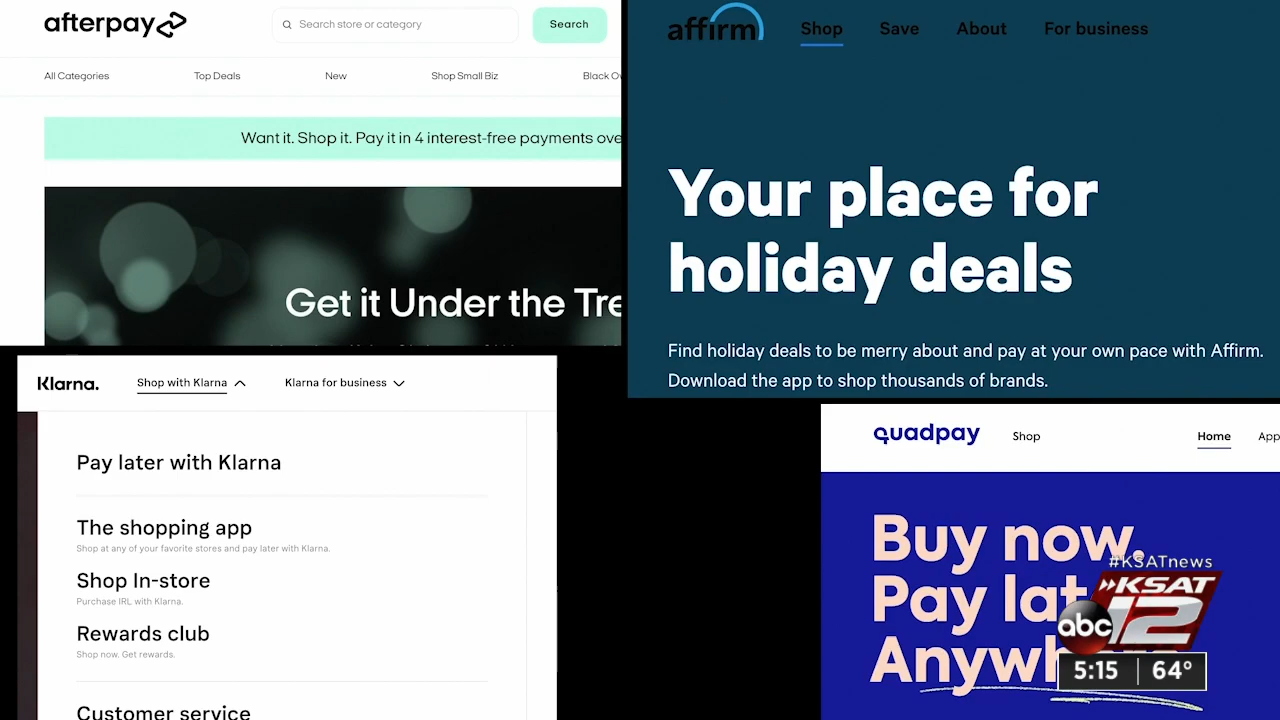 afterpay
Search store or category
Search
All Categories
Top Deals
New
Shop Small Biz
Black
Want it. Shop it. Pay it in 4 interest-free payments
Get it Under the
affirm
Shop
Save
About
For business
Your place for
holiday deals
Find holiday deals to be merry about and pay at your own pace with Affirm.
Download the app to shop thousands of brands.
Klarna.
Shop with Klarna
Klarna for business
Pay later with Klarna
The shopping app
Shop at any of your favorite stores and pay later with Klarna.
Shop In-store
Purchase IRL with Klarna.
Rewards club
Shop now. Get rewards.
Customer service
quadpay
Shop
Home
App
Buy now.
Pay lat
Anywh
#KSATnews
KSAT
abc 12
5:15 64°